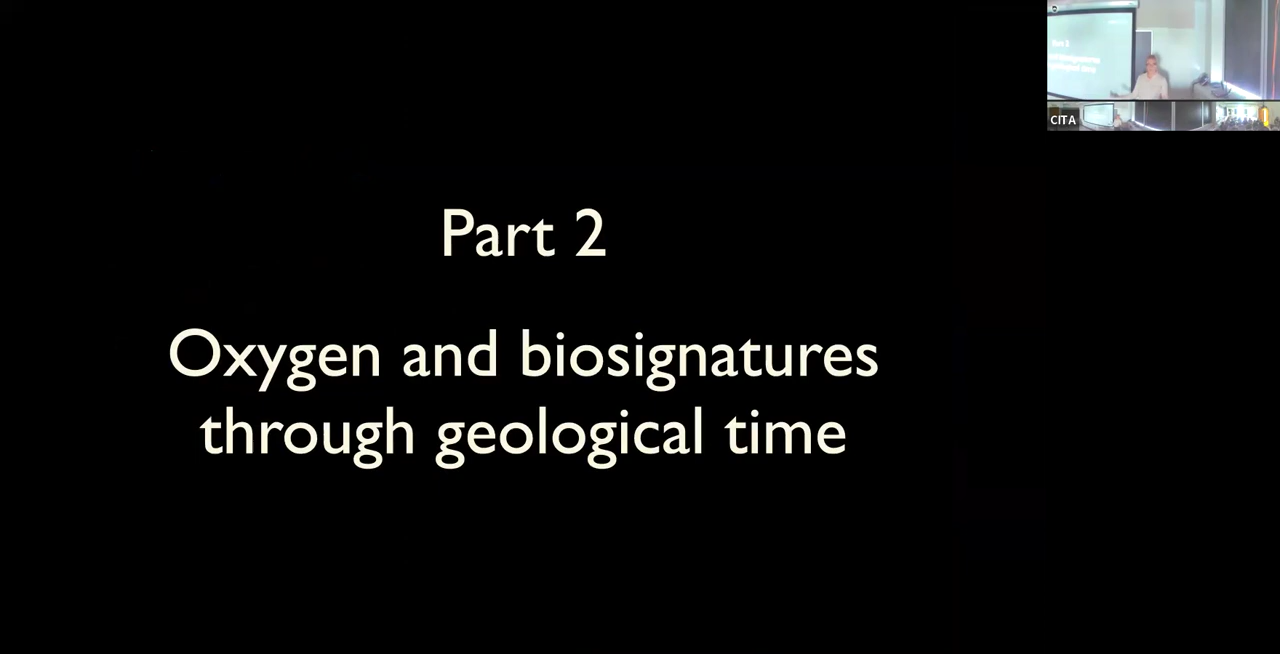 Part 2
Oxygen and biosignatures
through geological time
CITA